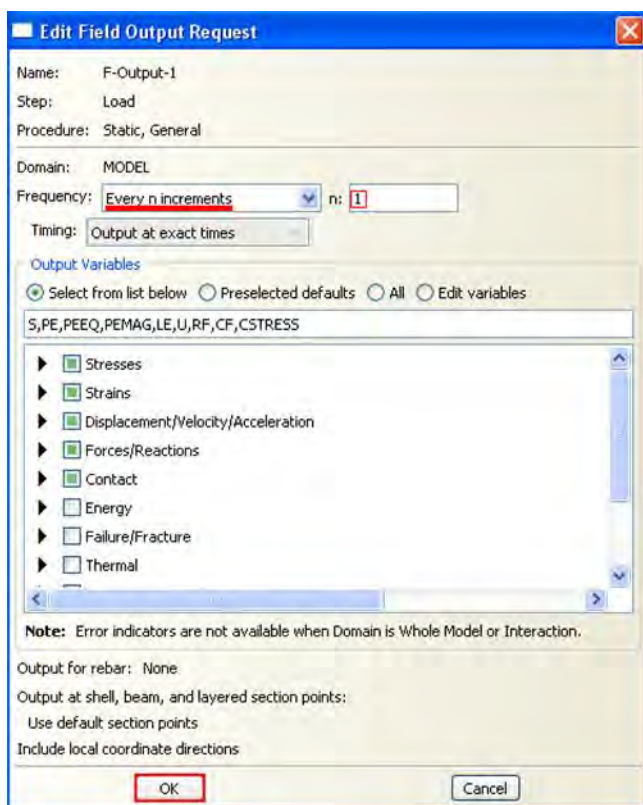 Edit Field Output Request
Name: F-Output-1
Step: Load
Procedure: Static, General
Domain: MODEL
Frequency: Every n increments n: 1
Timing: Output at exact times
Output Variables
Select from list below Preselected defaults All Edit variables
S,PE,PEEQ,PEMAG,LE,U,RF,CF,CSTRESS
Stresses
Strains
Displacement/Velocity/Acceleration
Forces/Reactions
Contact
Energy
Failure/Fracture
Thermal
Note: Error indicators are not available when Domain is Whole Model or Interaction.
Output for rebar: None
Output at shell, beam, and layered section points:
Use default section points
Include local coordinate directions
OK Cancel